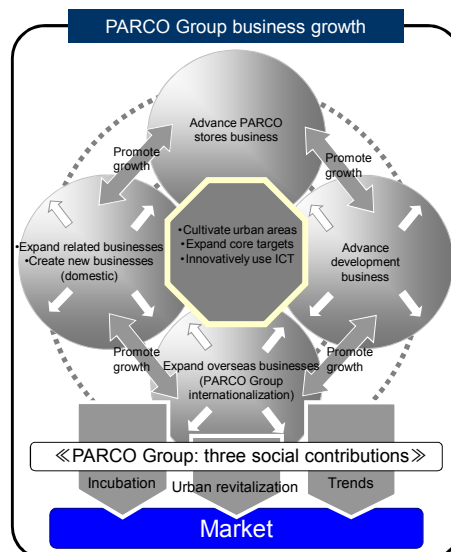 PARCO Group business growth
Advance PARCO
stores business
Promote
growth
Promote
growth
•Expand related businesses
•Create new businesses
(domestic)
•Cultivate urban areas
•Expand core targets
•Innovatively use ICT
Advance
development
business
Promote
growth
Promote
growth
Expand overseas businesses
(PARCO Group
internationalization)
≪PARCO Group: three social contributions≫
Incubation
Urban revitalization
Trends
Market